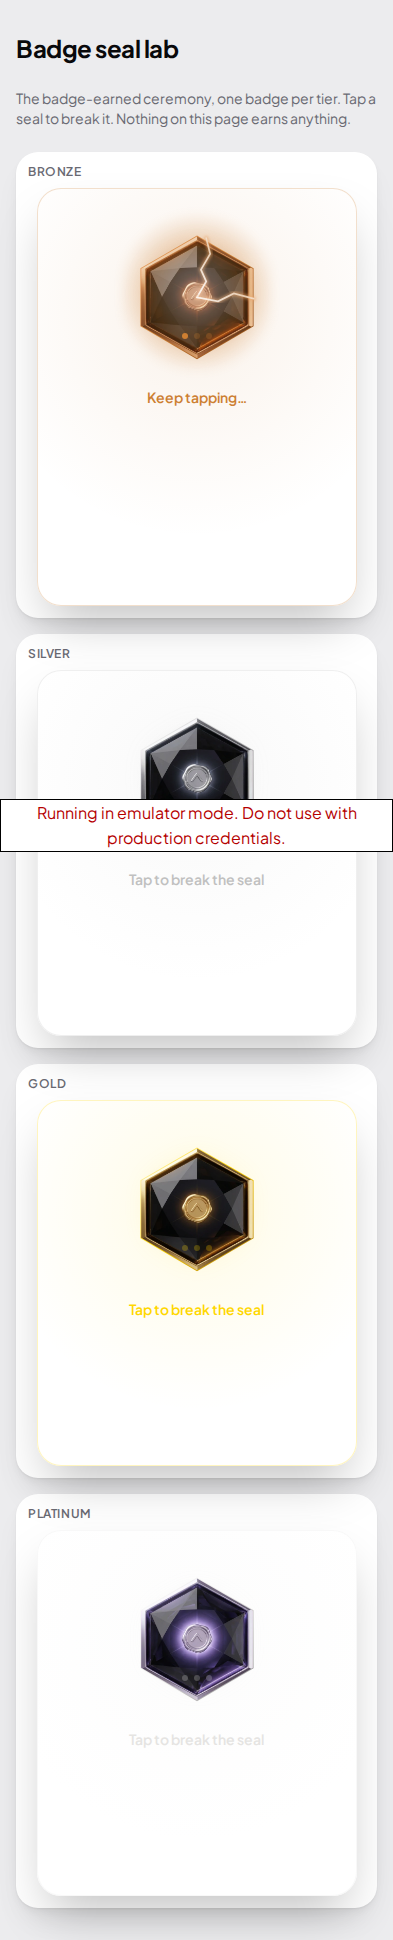 Badge seal lab
The badge-earned ceremony, one badge per tier. Tap a
seal to break it. Nothing on this page earns anything.
BRONZE
Keep tapping…
SILVER
Running in emulator mode. Do not use with
production credentials.
Tap to break the seal
GOLD
Tap to break the seal
PLATINUM
Tap to break the seal